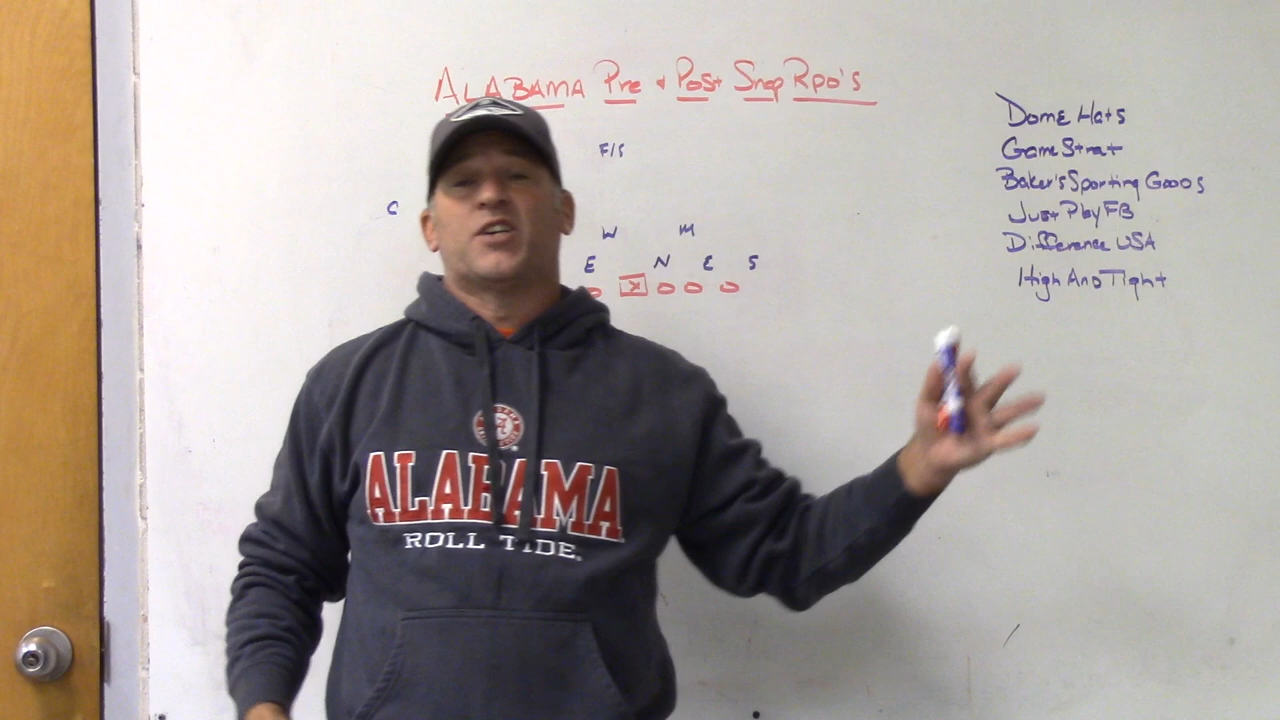 ALABAMA Pre & Post Snap Rpo's
F/S
C
W M
E N E S
X
Dome Hats
Game Strat
Baker's Sporting Goods
Just Play FB
Difference USA
High And Tight
ALABAMA
ROLL TIDE